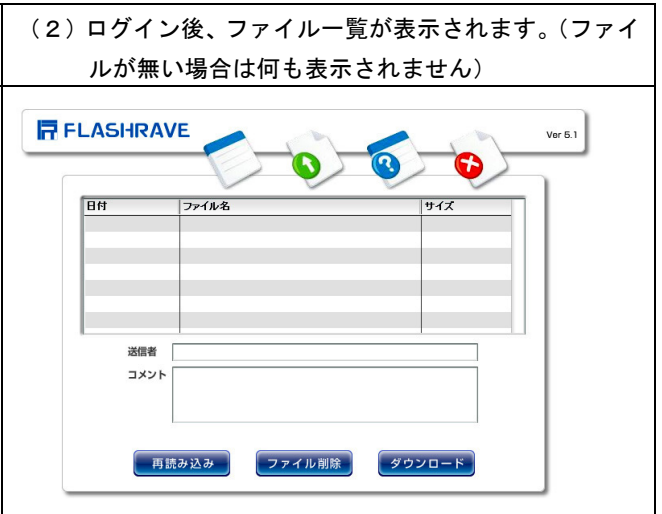 (2)ログイン後、ファイル一覧が表示されます。(ファイ
ルが無い場合は何も表示されません)
FLASHRAVE
Ver 5.1
日付 ファイル名 サイズ
送信者
コメント
再読み込み ファイル削除 ダウンロード